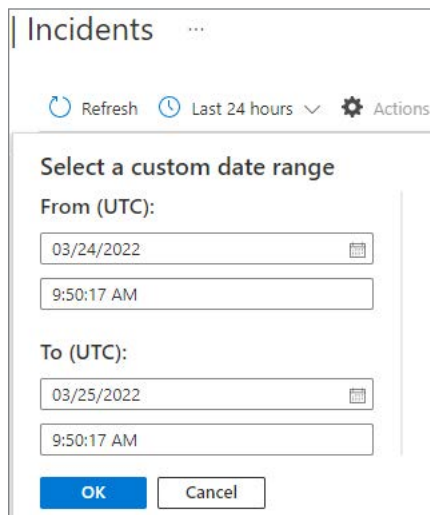 | Incidents ...
Refresh Last 24 hours Actions
Select a custom date range
From (UTC):
03/24/2022
9:50:17 AM
To (UTC):
03/25/2022
9:50:17 AM
OK Cancel